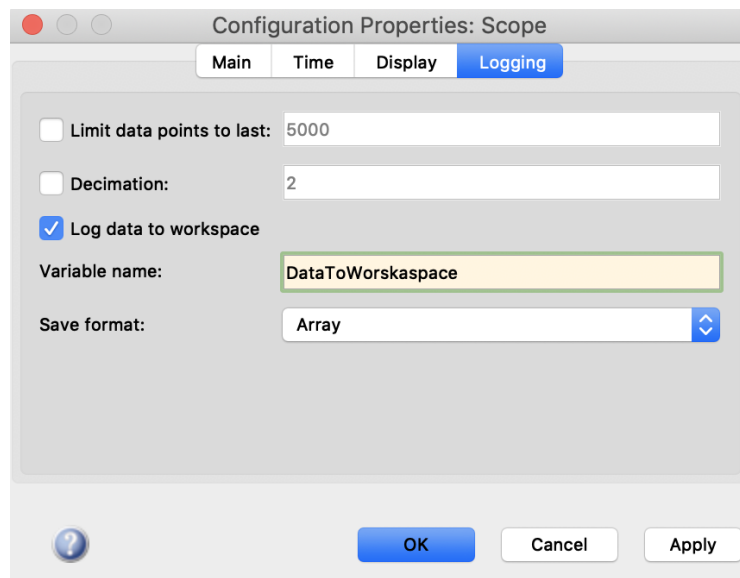 Configuration Properties: Scope
Main Time Display Logging
Limit data points to last: 5000
Decimation: 2
Log data to workspace
Variable name: DataToWorskaspace
Save format: Array
? OK Cancel Apply